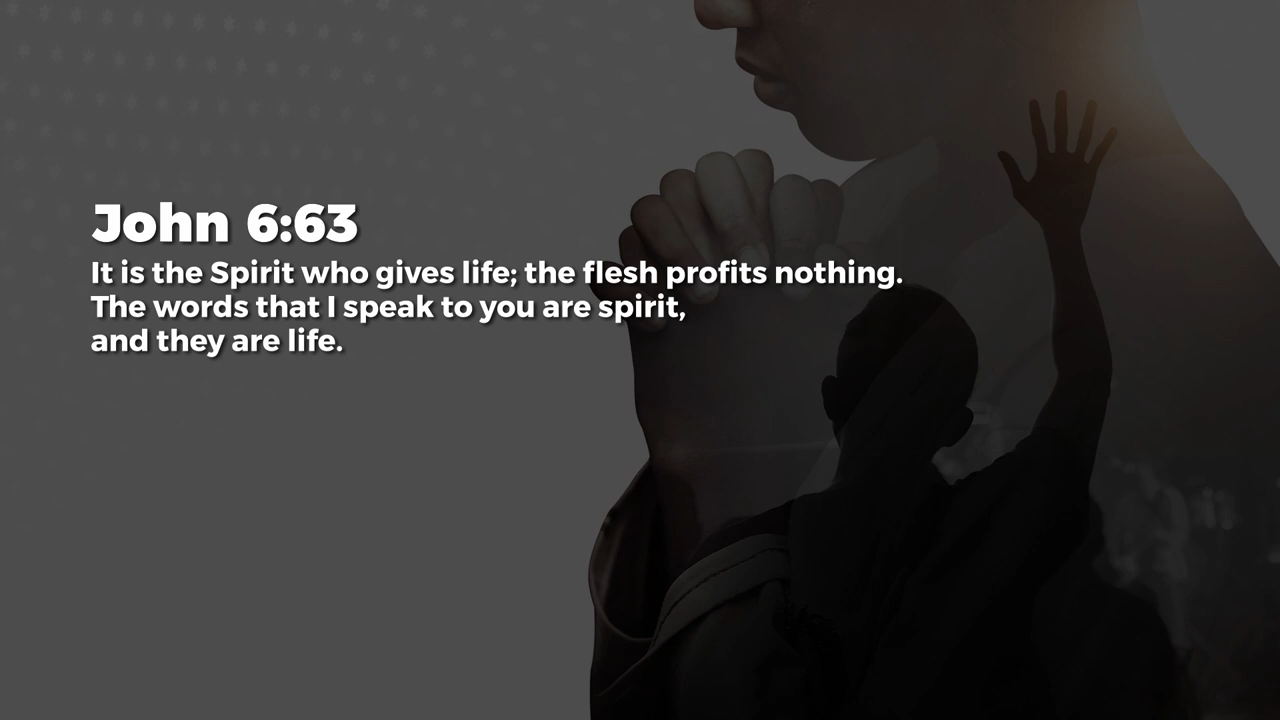 John 6:63
It is the Spirit who gives life; the flesh profits nothing.
The words that I speak to you are spirit,
and they are life.